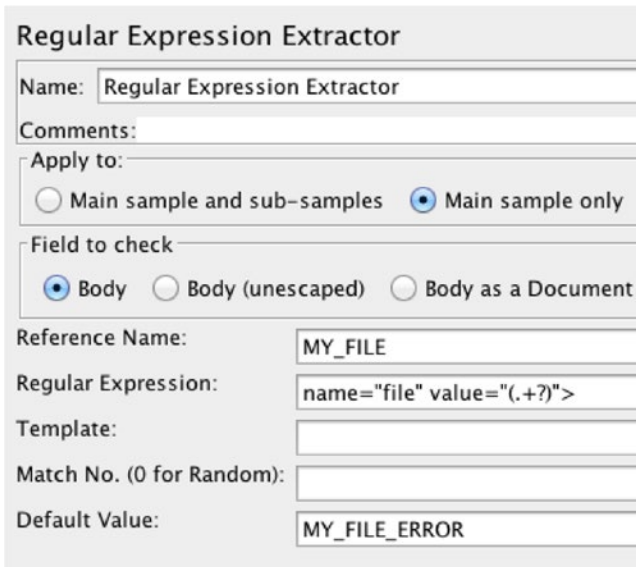 Regular Expression Extractor
Name: Regular Expression Extractor
Comments:
Apply to:
Main sample and sub-samples Main sample only
Field to check
Body Body (unescaped) Body as a Document
Reference Name: MY_FILE
Regular Expression: name="file" value="(.+?)">
Template:
Match No. (0 for Random):
Default Value: MY_FILE_ERROR